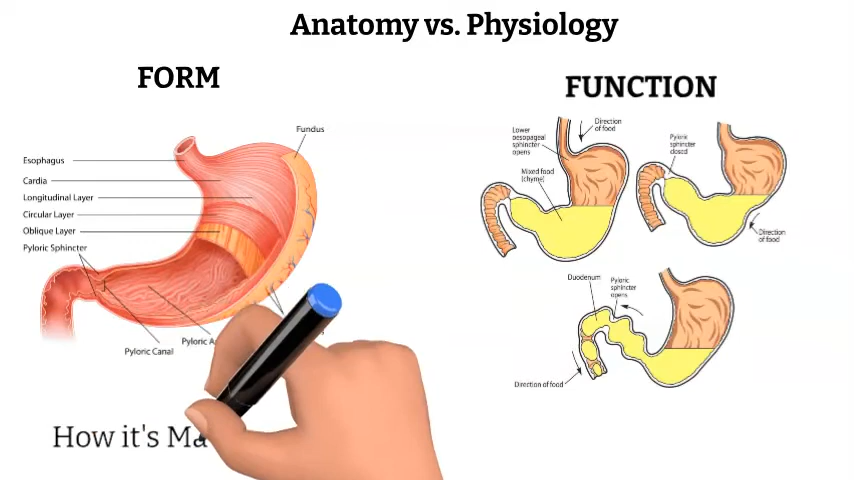 Anatomy vs. Physiology
FORM
Fundus
Esophagus
Cardia
Longitudinal Layer
Circular Layer
Oblique Layer
Pyloric Sphincter
Pyloric Canal
Pyloric A
How it's Ma
FUNCTION
Lower
oesopageal
sphincter
opens
Direction
of food
Mixed food
(chyme)
Pyloric
sphincter
closed
Direction
of food
Duodenum
Pyloric
sphincter
opens
Direction of food